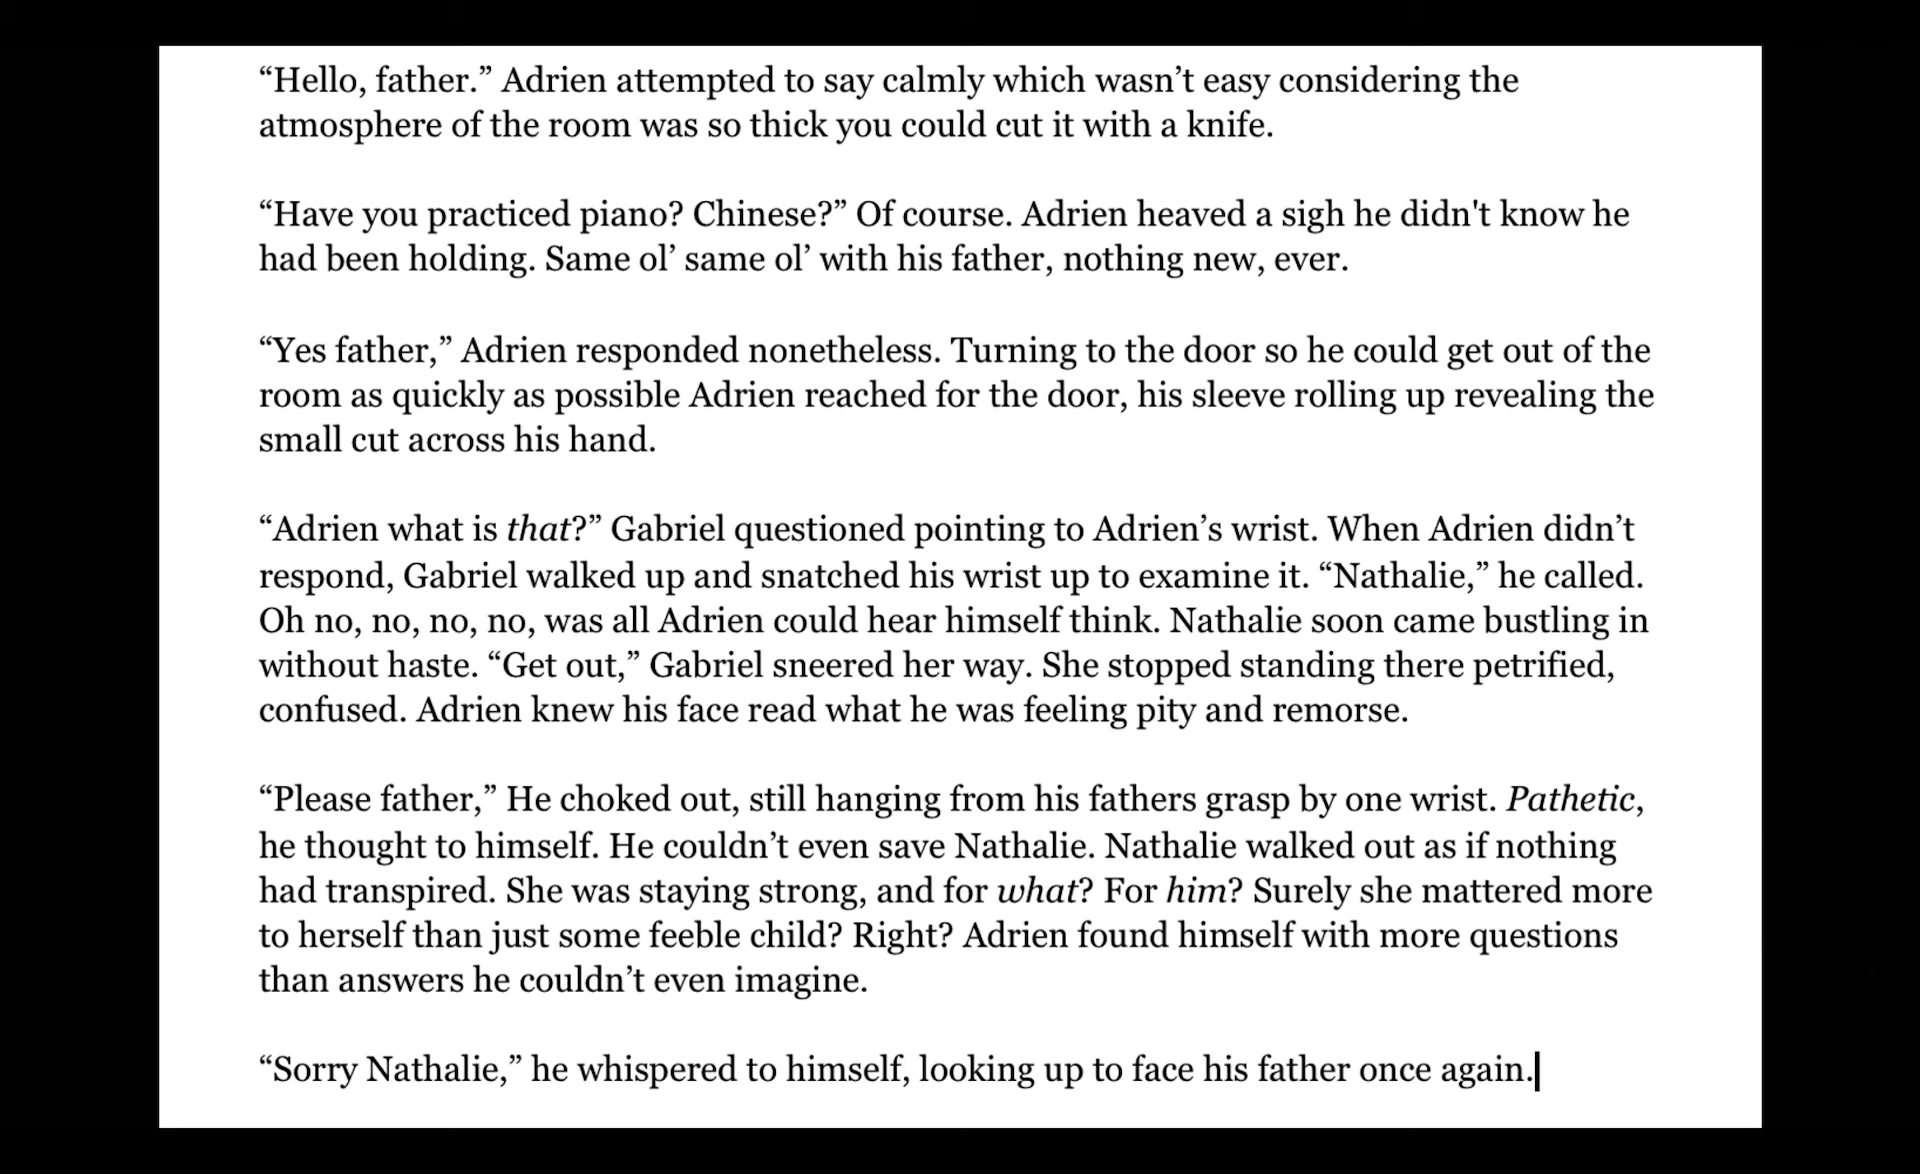 “Hello, father.” Adrien attempted to say calmly which wasn’t easy considering the
atmosphere of the room was so thick you could cut it with a knife.
“Have you practiced piano? Chinese?” Of course. Adrien heaved a sigh he didn't know he
had been holding. Same ol’ same ol’ with his father, nothing new, ever.
“Yes father,” Adrien responded nonetheless. Turning to the door so he could get out of the
room as quickly as possible Adrien reached for the door, his sleeve rolling up revealing the
small cut across his hand.
“Adrien what is that?” Gabriel questioned pointing to Adrien’s wrist. When Adrien didn’t
respond, Gabriel walked up and snatched his wrist up to examine it. “Nathalie,” he called.
Oh no, no, no, no, was all Adrien could hear himself think. Nathalie soon came bustling in
without haste. “Get out,” Gabriel sneered her way. She stopped standing there petrified,
confused. Adrien knew his face read what he was feeling pity and remorse.
“Please father,” He choked out, still hanging from his fathers grasp by one wrist. Pathetic,
he thought to himself. He couldn’t even save Nathalie. Nathalie walked out as if nothing
had transpired. She was staying strong, and for what? For him? Surely she mattered more
to herself than just some feeble child? Right? Adrien found himself with more questions
than answers he couldn’t even imagine.
“Sorry Nathalie,” he whispered to himself, looking up to face his father once again.